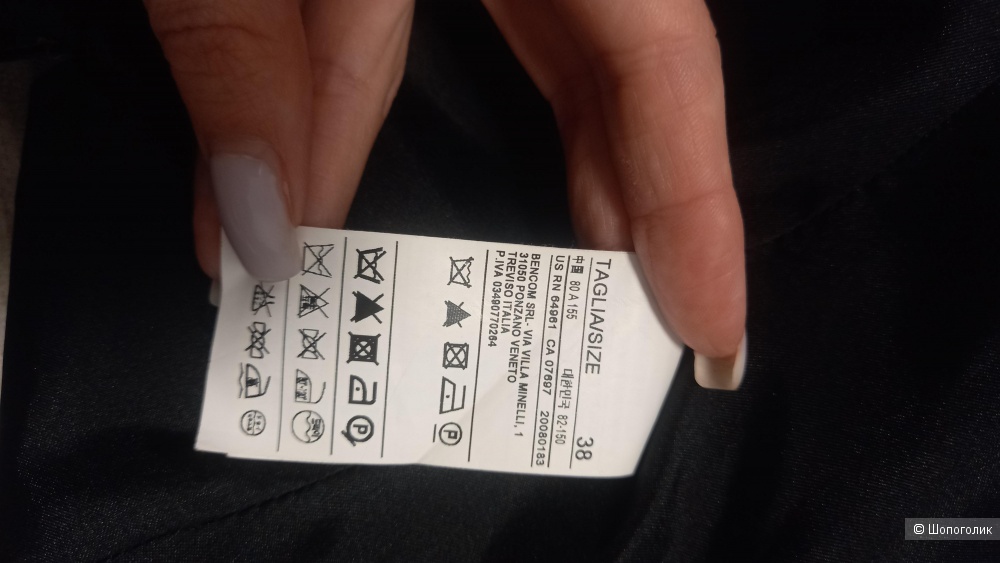 TAGLIA/SIZE 38
中国 80 A 155 대한민국 82-150
US RN 64961 CA 07697 20080183
BENCOM SRL- VIA VILLA MINELLI, 1
31050 PONZANO VENETO
TREVISO ITALIA
P.IVA 03490770264
P
P
© Шопоголик